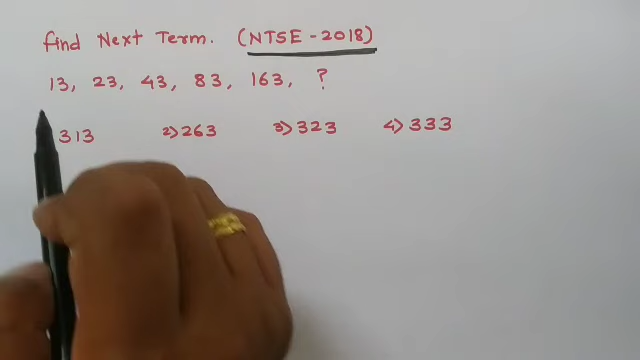 find Next Term. (NTSE - 2018)
13, 23, 43, 83, 163, ?
313 2) 263 3) 323 4) 333